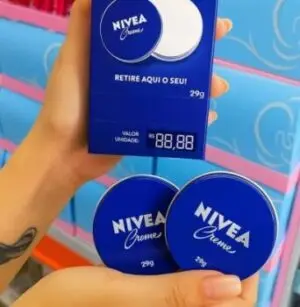 NIVEA
Creme
RETIRE AQUI O SEU!
29g
VALOR
UNIDADE:
R$ 88,88
NIVEA
Creme
29g
NIVEA
Creme
29g